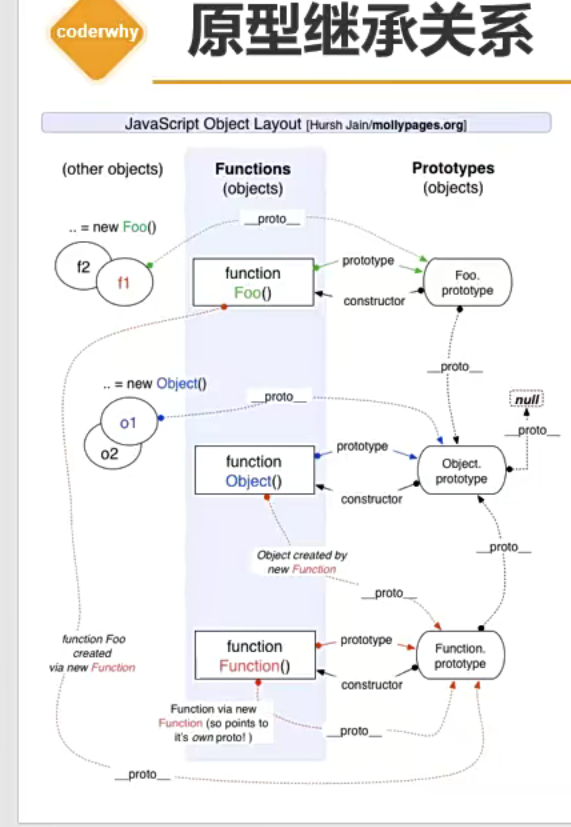 coderwhy
原型继承关系
JavaScript Object Layout [Hursh Jain/mollypages.org]
(other objects)
Functions
(objects)
Prototypes
(objects)
__proto__
.. = new Foo()
f2
f1
function
Foo()
prototype
constructor
Foo.
prototype
__proto__
.. = new Object()
__proto__
null
__proto__
o1
o2
function
Object()
prototype
constructor
Object.
prototype
Object created by
new Function
__proto__
__proto__
function Foo
created
via new Function
function
Function()
prototype
constructor
Function.
prototype
Function via new
Function (so points to
it's own proto! )
__proto__
__proto__